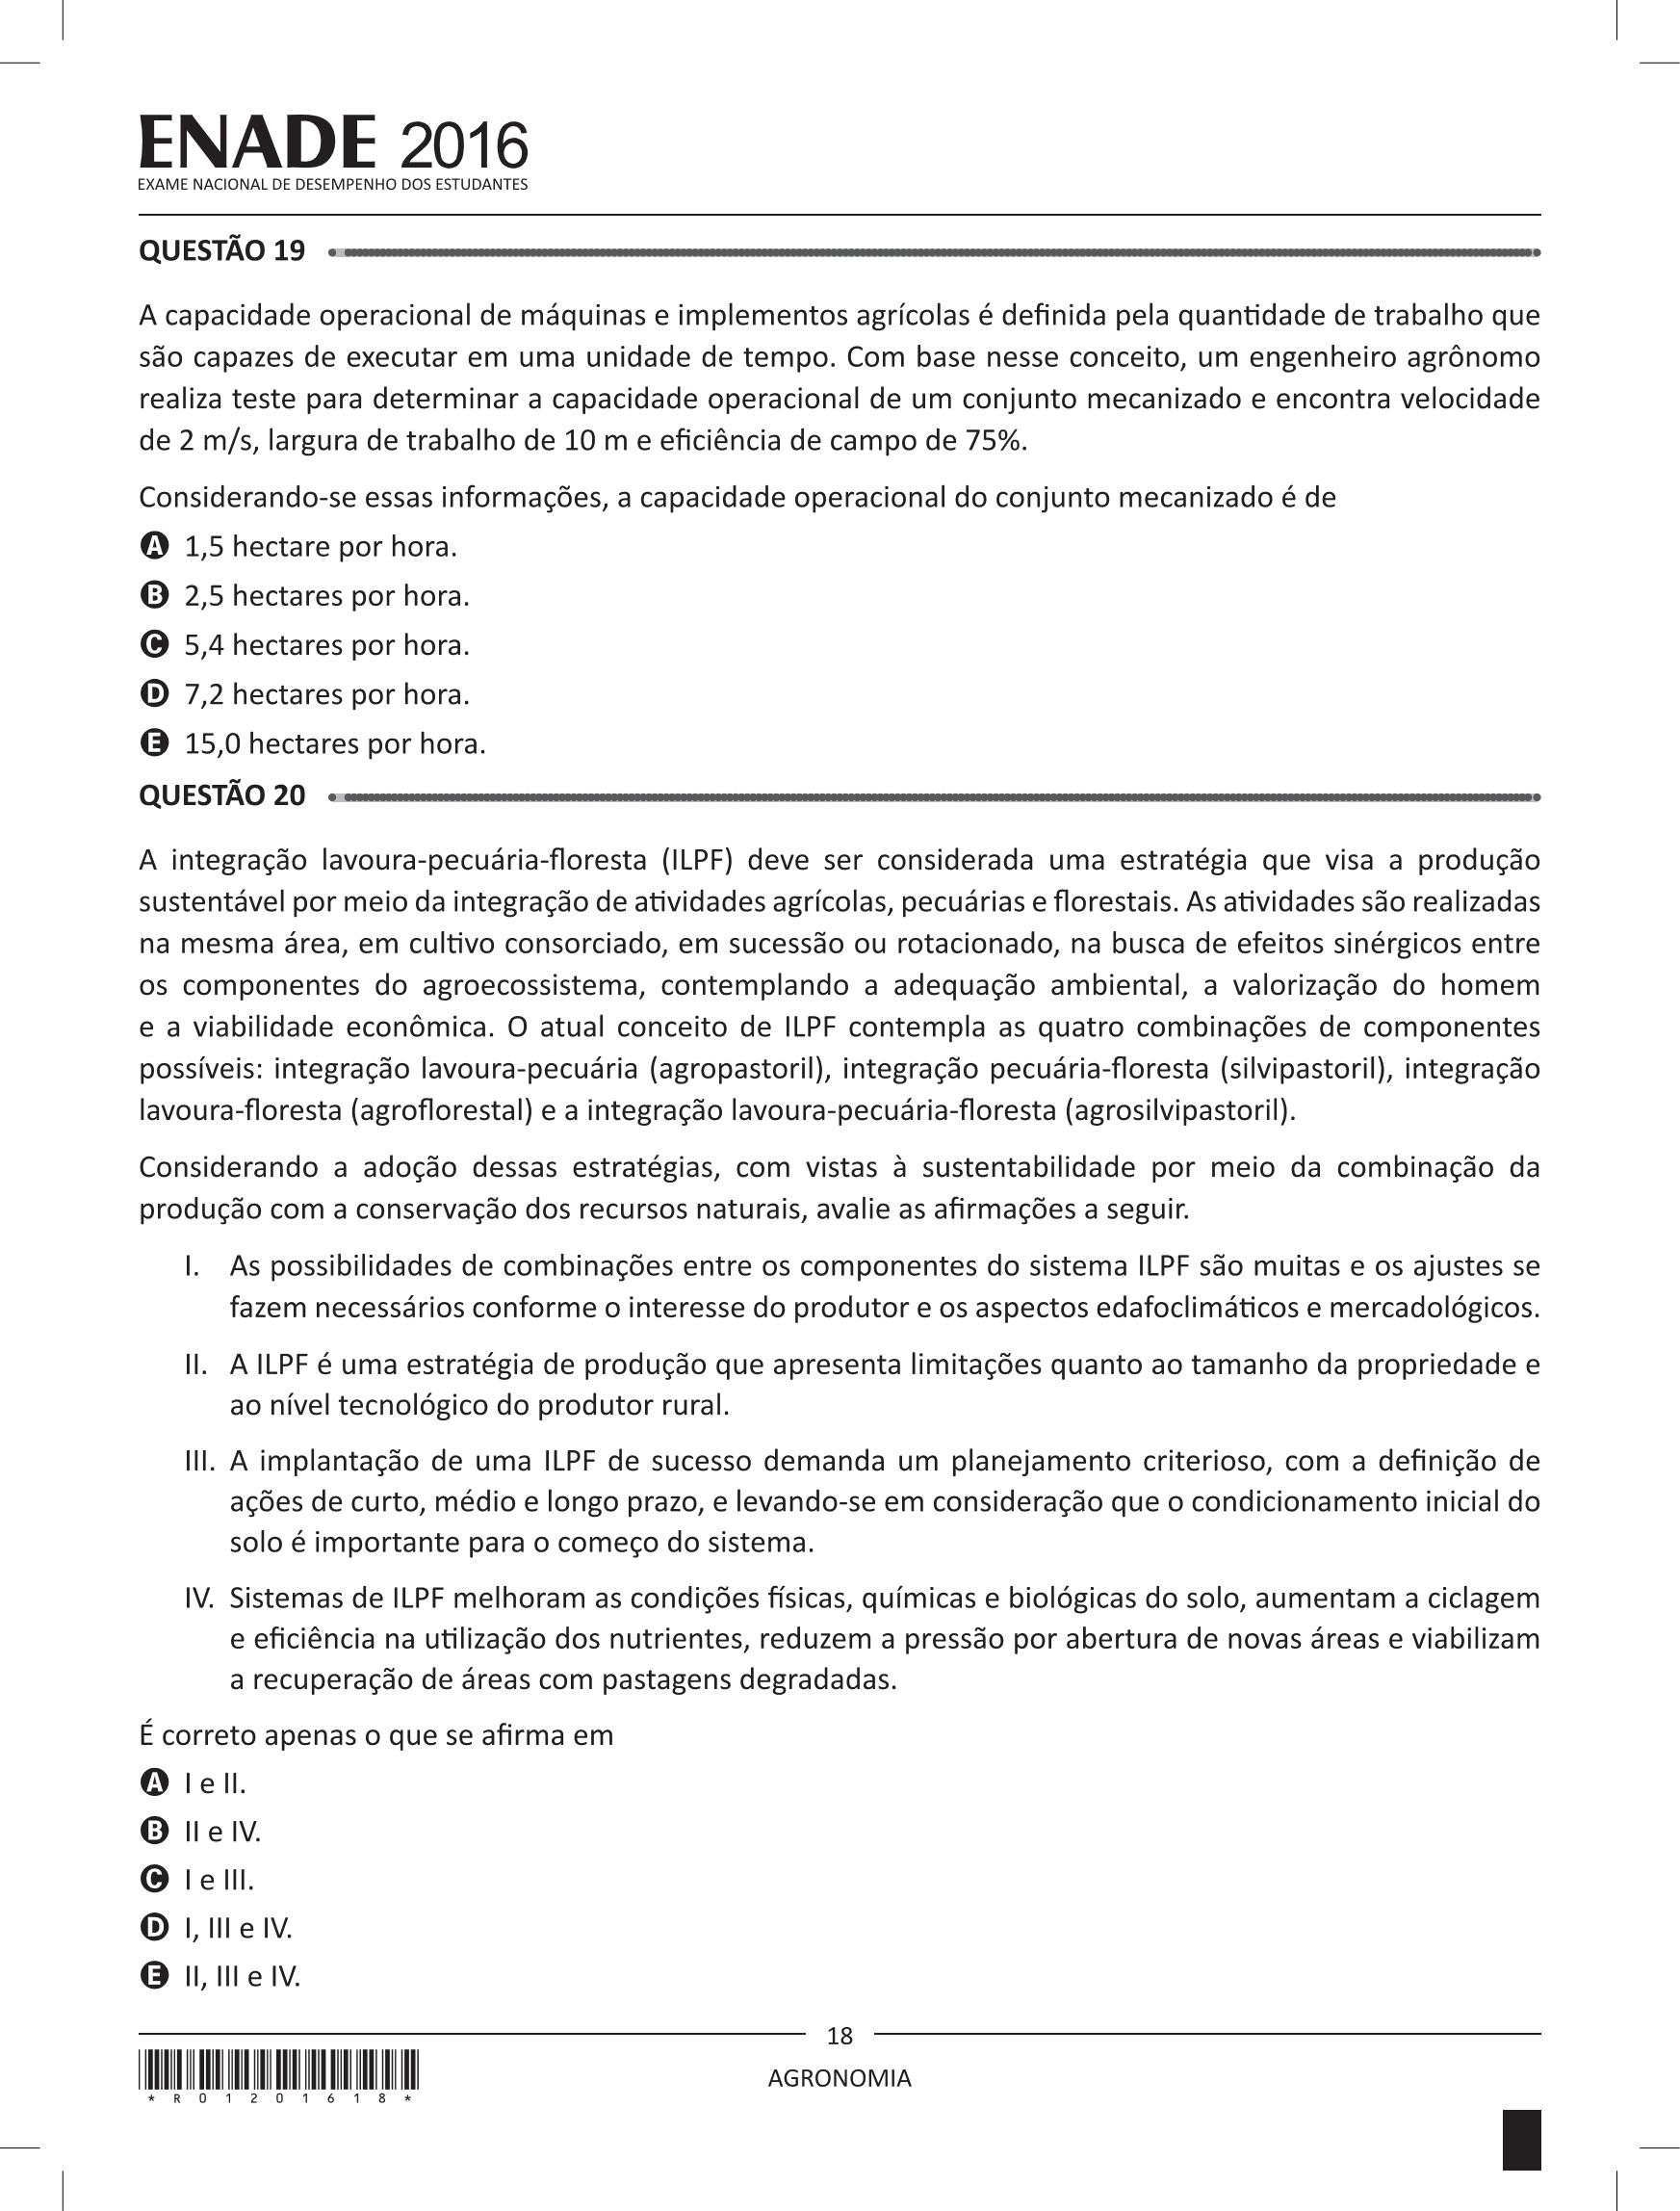 ENADE 2016
EXAME NACIONAL DE DESEMPENHO DOS ESTUDANTES
QUESTÃO 19
A capacidade operacional de máquinas e implementos agrícolas é definida pela quantidade de trabalho que
são capazes de executar em uma unidade de tempo. Com base nesse conceito, um engenheiro agrônomo
realiza teste para determinar a capacidade operacional de um conjunto mecanizado e encontra velocidade
de 2 m/s, largura de trabalho de 10 m e eficiência de campo de 75%.
Considerando-se essas informações, a capacidade operacional do conjunto mecanizado é de
A 1,5 hectare por hora.
B 2,5 hectares por hora.
C 5,4 hectares por hora.
D 7,2 hectares por hora.
E 15,0 hectares por hora.
QUESTÃO 20
A integração lavoura-pecuária-floresta (ILPF) deve ser considerada uma estratégia que visa a produção
sustentável por meio da integração de atividades agrícolas, pecuárias e florestais. As atividades são realizadas
na mesma área, em cultivo consorciado, em sucessão ou rotacionado, na busca de efeitos sinérgicos entre
os componentes do agroecossistema, contemplando a adequação ambiental, a valorização do homem
e a viabilidade econômica. O atual conceito de ILPF contempla as quatro combinações de componentes
possíveis: integração lavoura-pecuária (agropastoril), integração pecuária-floresta (silvipastoril), integração
lavoura-floresta (agroflorestal) e a integração lavoura-pecuária-floresta (agrosilvipastoril).
Considerando a adoção dessas estratégias, com vistas à sustentabilidade por meio da combinação da
produção com a conservação dos recursos naturais, avalie as afirmações a seguir.
I. As possibilidades de combinações entre os componentes do sistema ILPF são muitas e os ajustes se
fazem necessários conforme o interesse do produtor e os aspectos edafoclimáticos e mercadológicos.
II. A ILPF é uma estratégia de produção que apresenta limitações quanto ao tamanho da propriedade e
ao nível tecnológico do produtor rural.
III. A implantação de uma ILPF de sucesso demanda um planejamento criterioso, com a definição de
ações de curto, médio e longo prazo, e levando-se em consideração que o condicionamento inicial do
solo é importante para o começo do sistema.
IV. Sistemas de ILPF melhoram as condições físicas, químicas e biológicas do solo, aumentam a ciclagem
e eficiência na utilização dos nutrientes, reduzem a pressão por abertura de novas áreas e viabilizam
a recuperação de áreas com pastagens degradadas.
É correto apenas o que se afirma em
A I e II.
B II e IV.
C I e III.
D I, III e IV.
E II, III e IV.
18
AGRONOMIA
* R 0 1 2 0 1 6 1 8 *